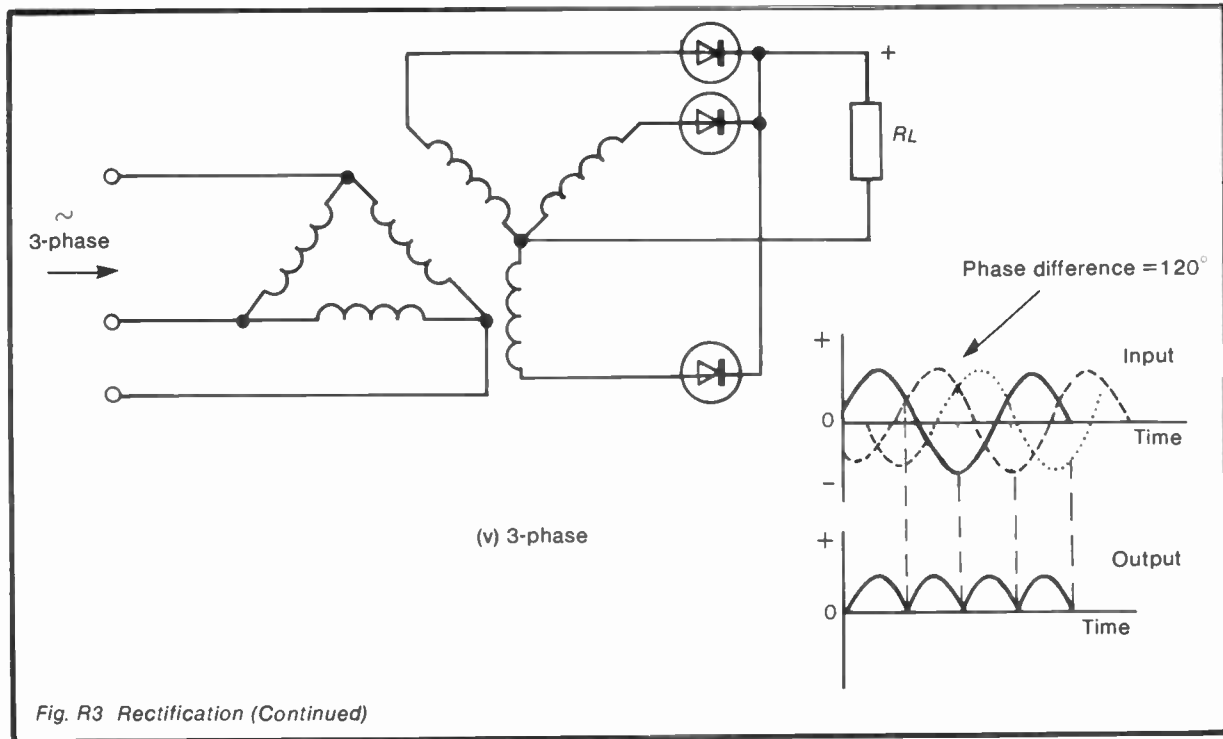 +
RL
~
3-phase
Phase difference = 120°
+
Input
0
Time
−
(v) 3-phase
+
Output
0
Time
Fig. R3 Rectification (Continued)